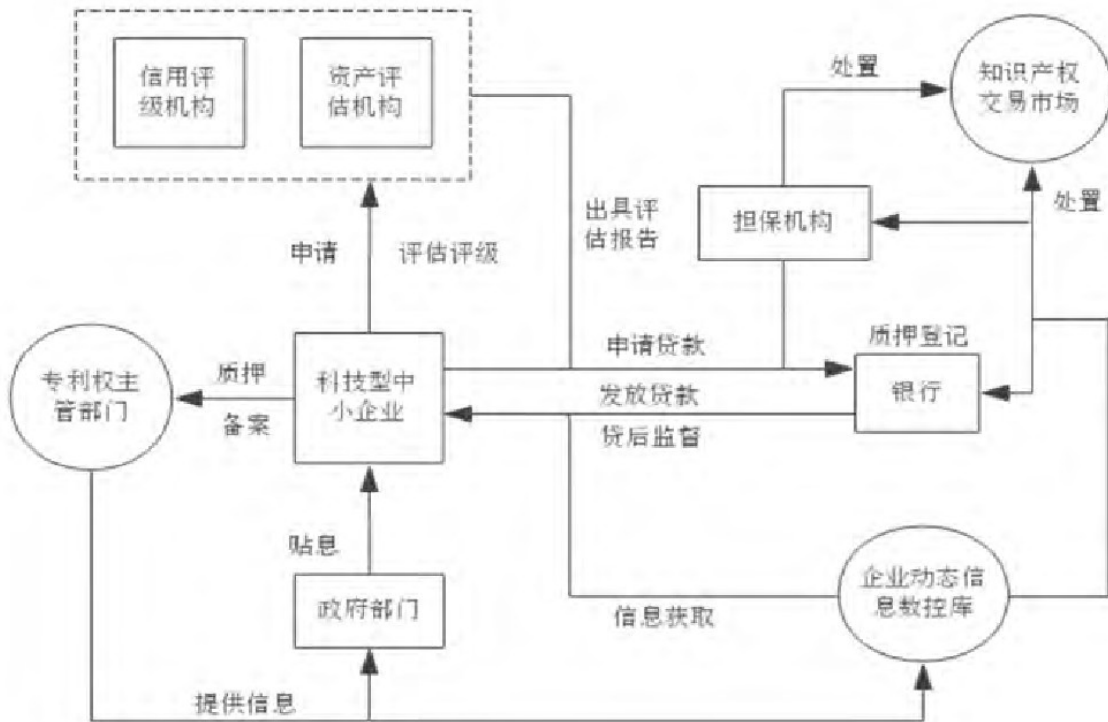 信用评
级机构
资产评
估机构
处置
知识产权
交易市场
出具评
估报告
担保机构
处置
申请
评估评级
专利权主
管部门
质押
备案
科技型中
小企业
申请贷款
发放贷款
贷后监督
质押登记
银行
贴息
政府部门
信息获取
企业动态信
息数控库
提供信息